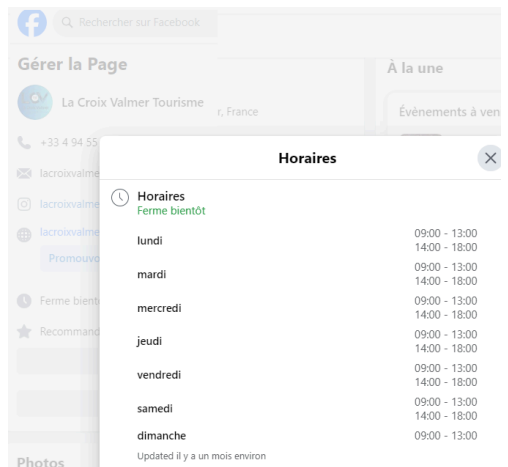 Rechercher sur Facebook
Gérer la Page
À la une
La Croix Valmer Tourisme
r, France
Évènements à ven
+33 4 94 55
lacroixvalme
lacroixvalme
lacroixvalme
Promouvo
Ferme bientô
Recommand
Photos
Horaires
Horaires
Ferme bientôt
lundi 09:00 - 13:00
14:00 - 18:00
mardi 09:00 - 13:00
14:00 - 18:00
mercredi 09:00 - 13:00
14:00 - 18:00
jeudi 09:00 - 13:00
14:00 - 18:00
vendredi 09:00 - 13:00
14:00 - 18:00
samedi 09:00 - 13:00
14:00 - 18:00
dimanche 09:00 - 13:00
Updated il y a un mois environ